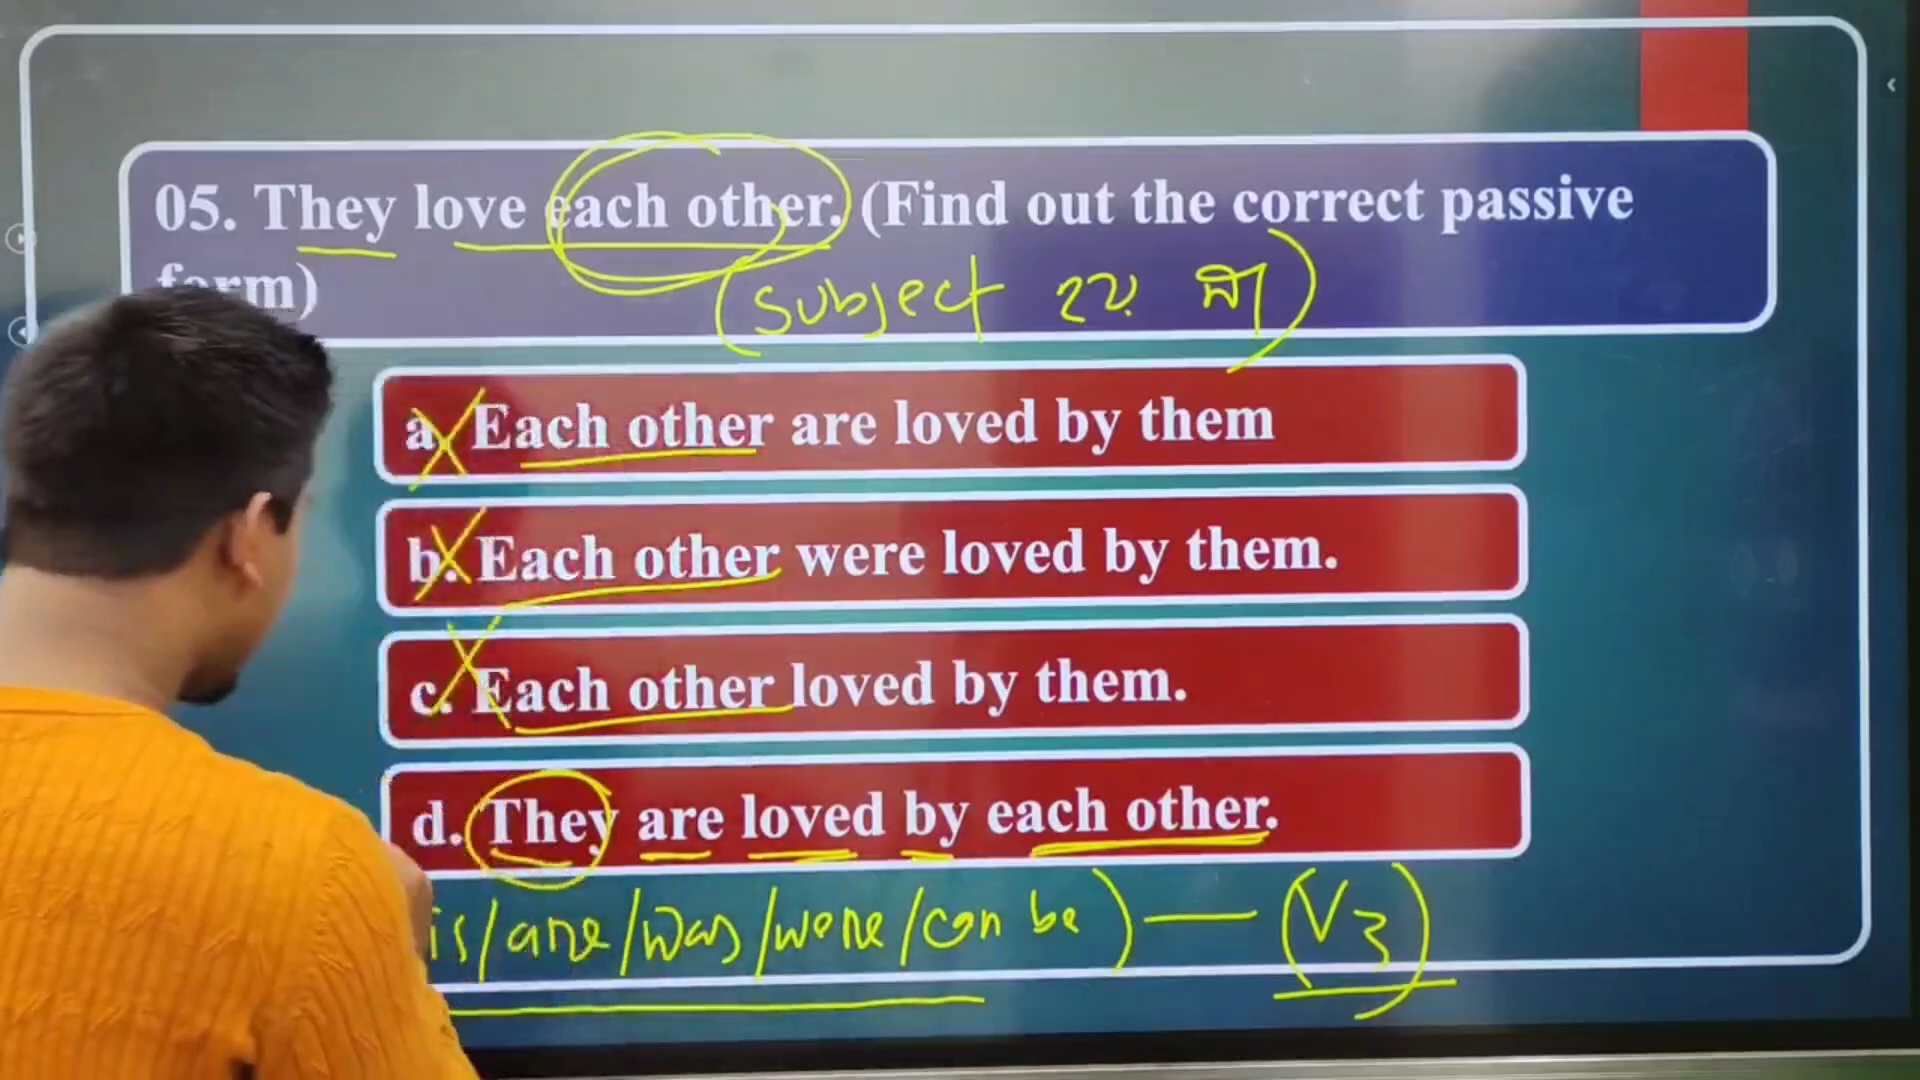 05. They love each other. (Find out the correct passive
form)
(subject হয় না)
a. Each other are loved by them
b. Each other were loved by them.
c. Each other loved by them.
d. They are loved by each other.
is/are/was/were/can be) — (V3)